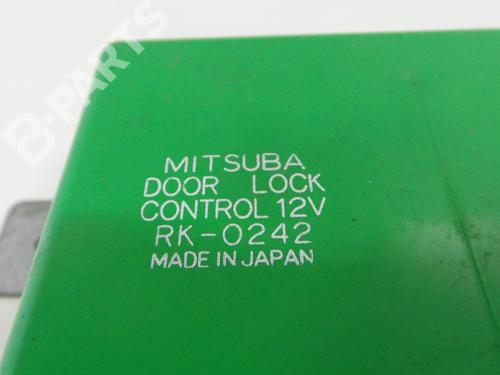 B-PARTS
MITSUBA
DOOR LOCK
CONTROL 12V
RK-0242
MADE IN JAPAN